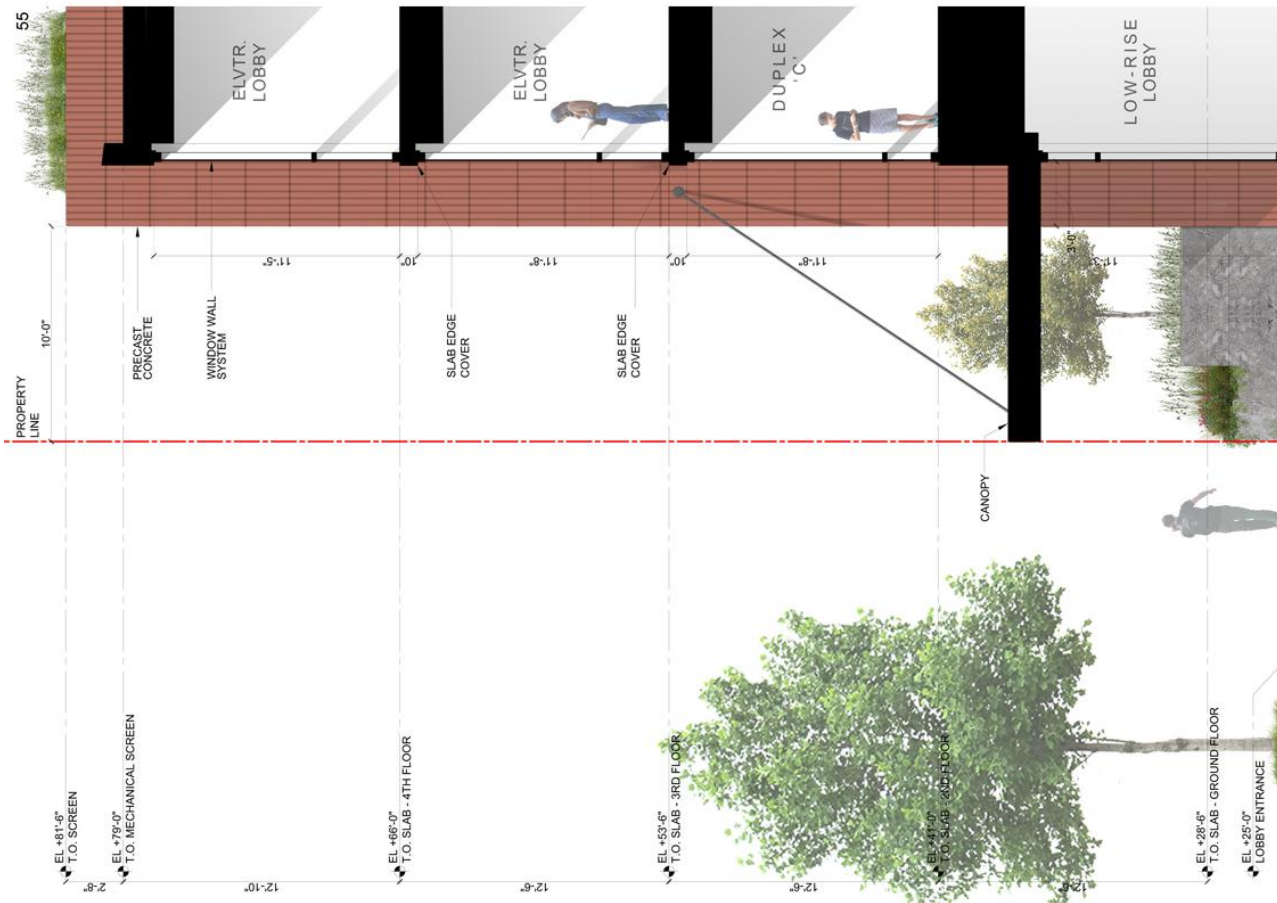 55
PROPERTY
LINE
10'-0"
PRECAST
CONCRETE
WINDOW WALL
SYSTEM
SLAB EDGE
COVER
SLAB EDGE
COVER
CANOPY
ELVTR.
LOBBY
ELVTR.
LOBBY
DUPLEX
'C'
LOW-RISE
LOBBY
11'-5"
10"
11'-8"
10"
11'-8"
3'-0"
11'-3"
EL +81'-6"
T.O. SCREEN
EL +79'-0"
T.O. MECHANICAL SCREEN
EL +66'-0"
T.O. SLAB - 4TH FLOOR
EL +53'-6"
T.O. SLAB - 3RD FLOOR
EL +41'-0"
T.O. SLAB - 2ND FLOOR
EL +28'-6"
T.O. SLAB - GROUND FLOOR
EL +25'-0"
LOBBY ENTRANCE
2'-8"
12'-10"
12'-6"
12'-6"
12'-6"